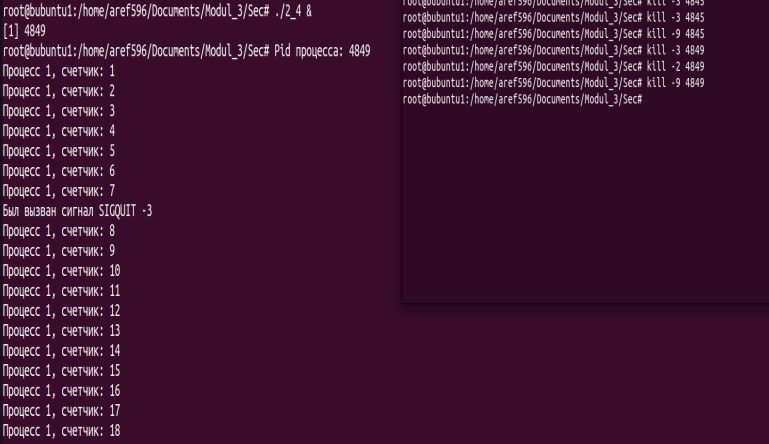 root@bubuntu1:/home/aref596/Documents/Modul_3/Sec# ./2_4 &
[1] 4849
root@bubuntu1:/home/aref596/Documents/Modul_3/Sec# Pid процесса: 4849
Процесс 1, счетчик: 1
Процесс 1, счетчик: 2
Процесс 1, счетчик: 3
Процесс 1, счетчик: 4
Процесс 1, счетчик: 5
Процесс 1, счетчик: 6
Процесс 1, счетчик: 7
Был вызван сигнал SIGQUIT -3
Процесс 1, счетчик: 8
Процесс 1, счетчик: 9
Процесс 1, счетчик: 10
Процесс 1, счетчик: 11
Процесс 1, счетчик: 12
Процесс 1, счетчик: 13
Процесс 1, счетчик: 14
Процесс 1, счетчик: 15
Процесс 1, счетчик: 16
Процесс 1, счетчик: 17
Процесс 1, счетчик: 18
root@bubuntu1:/home/aref596/Documents/Modul_3/Sec# kill -3 4845
root@bubuntu1:/home/aref596/Documents/Modul_3/Sec# kill -3 4845
root@bubuntu1:/home/aref596/Documents/Modul_3/Sec# kill -9 4845
root@bubuntu1:/home/aref596/Documents/Modul_3/Sec# kill -3 4849
root@bubuntu1:/home/aref596/Documents/Modul_3/Sec# kill -2 4849
root@bubuntu1:/home/aref596/Documents/Modul_3/Sec# kill -9 4849
root@bubuntu1:/home/aref596/Documents/Modul_3/Sec#